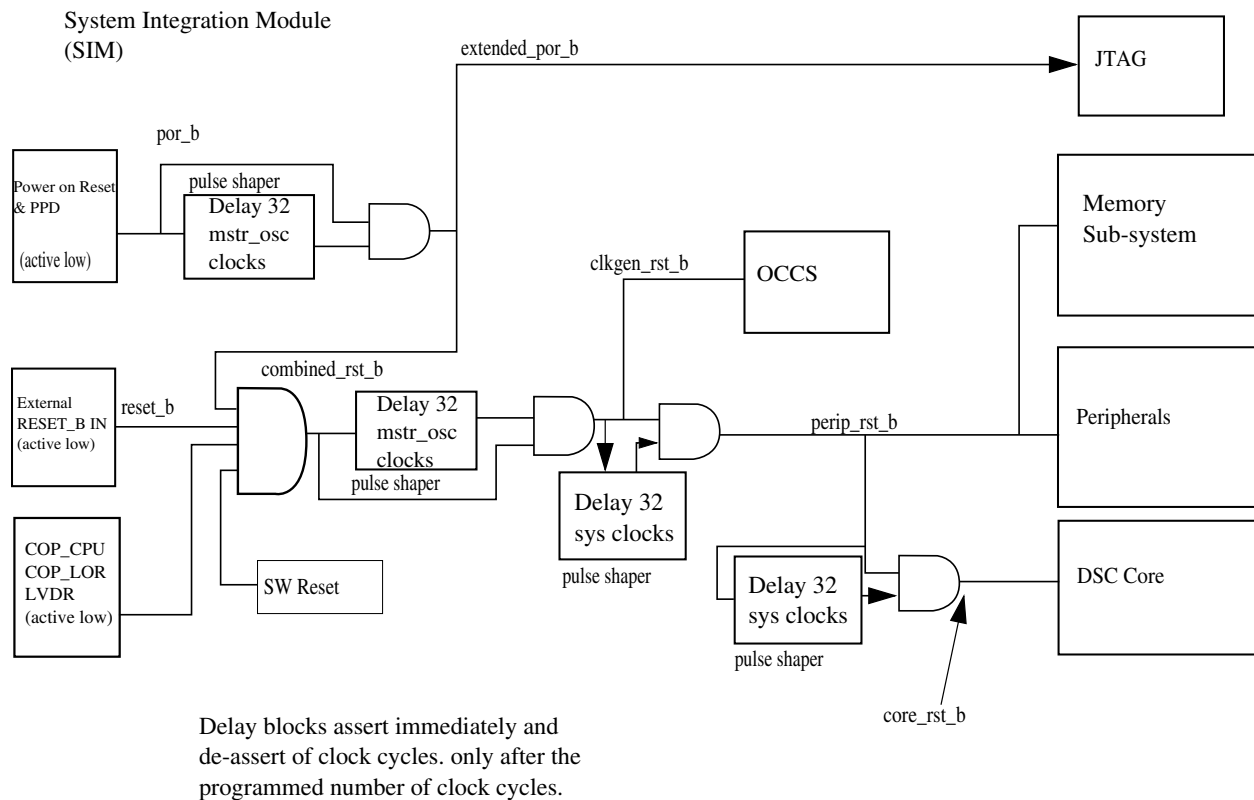 System Integration Module
(SIM)
extended_por_b
JTAG
por_b
Power on Reset
& PPD
(active low)
pulse shaper
Delay 32
mstr_osc
clocks
Memory
Sub-system
clkgen_rst_b
OCCS
combined_rst_b
External
RESET_B IN
(active low)
reset_b
Delay 32
mstr_osc
clocks
pulse shaper
perip_rst_b
Peripherals
Delay 32
sys clocks
pulse shaper
COP_CPU
COP_LOR
LVDR
(active low)
SW Reset
Delay 32
sys clocks
pulse shaper
DSC Core
core_rst_b
Delay blocks assert immediately and
de-assert of clock cycles. only after the
programmed number of clock cycles.